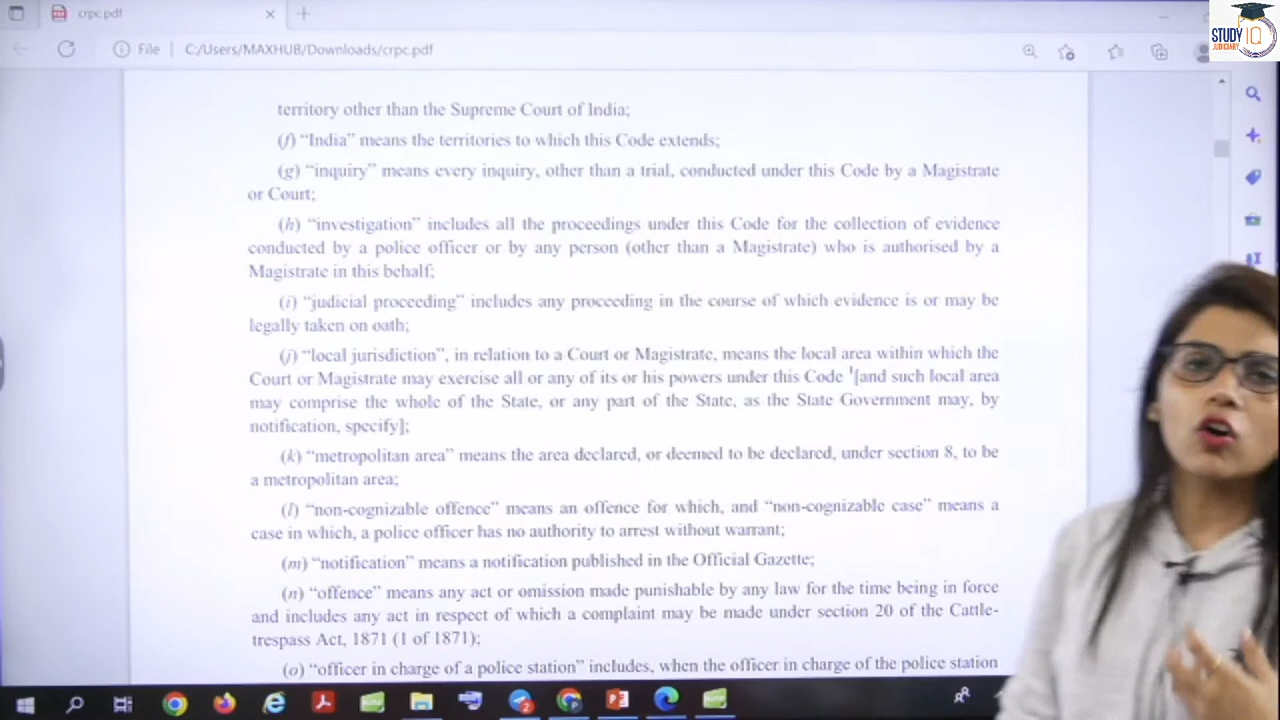 crpc.pdf
File
C:/Users/MAXHUB/Downloads/crpc.pdf
STUDY IQ
JUDICIARY
territory other than the Supreme Court of India;
(f) “India” means the territories to which this Code extends;
(g) “inquiry” means every inquiry, other than a trial, conducted under this Code by a Magistrate
or Court;
(h) “investigation” includes all the proceedings under this Code for the collection of evidence
conducted by a police officer or by any person (other than a Magistrate) who is authorised by a
Magistrate in this behalf;
(i) “judicial proceeding” includes any proceeding in the course of which evidence is or may be
legally taken on oath;
(j) “local jurisdiction”, in relation to a Court or Magistrate, means the local area within which the
Court or Magistrate may exercise all or any of its or his powers under this Code ¹[and such local area
may comprise the whole of the State, or any part of the State, as the State Government may, by
notification, specify];
(k) “metropolitan area” means the area declared, or deemed to be declared, under section 8, to be
a metropolitan area;
(l) “non-cognizable offence” means an offence for which, and “non-cognizable case” means a
case in which, a police officer has no authority to arrest without warrant;
(m) “notification” means a notification published in the Official Gazette;
(n) “offence” means any act or omission made punishable by any law for the time being in force
and includes any act in respect of which a complaint may be made under section 20 of the Cattle-
trespass Act, 1871 (1 of 1871);
(o) “officer in charge of a police station” includes, when the officer in charge of the police station